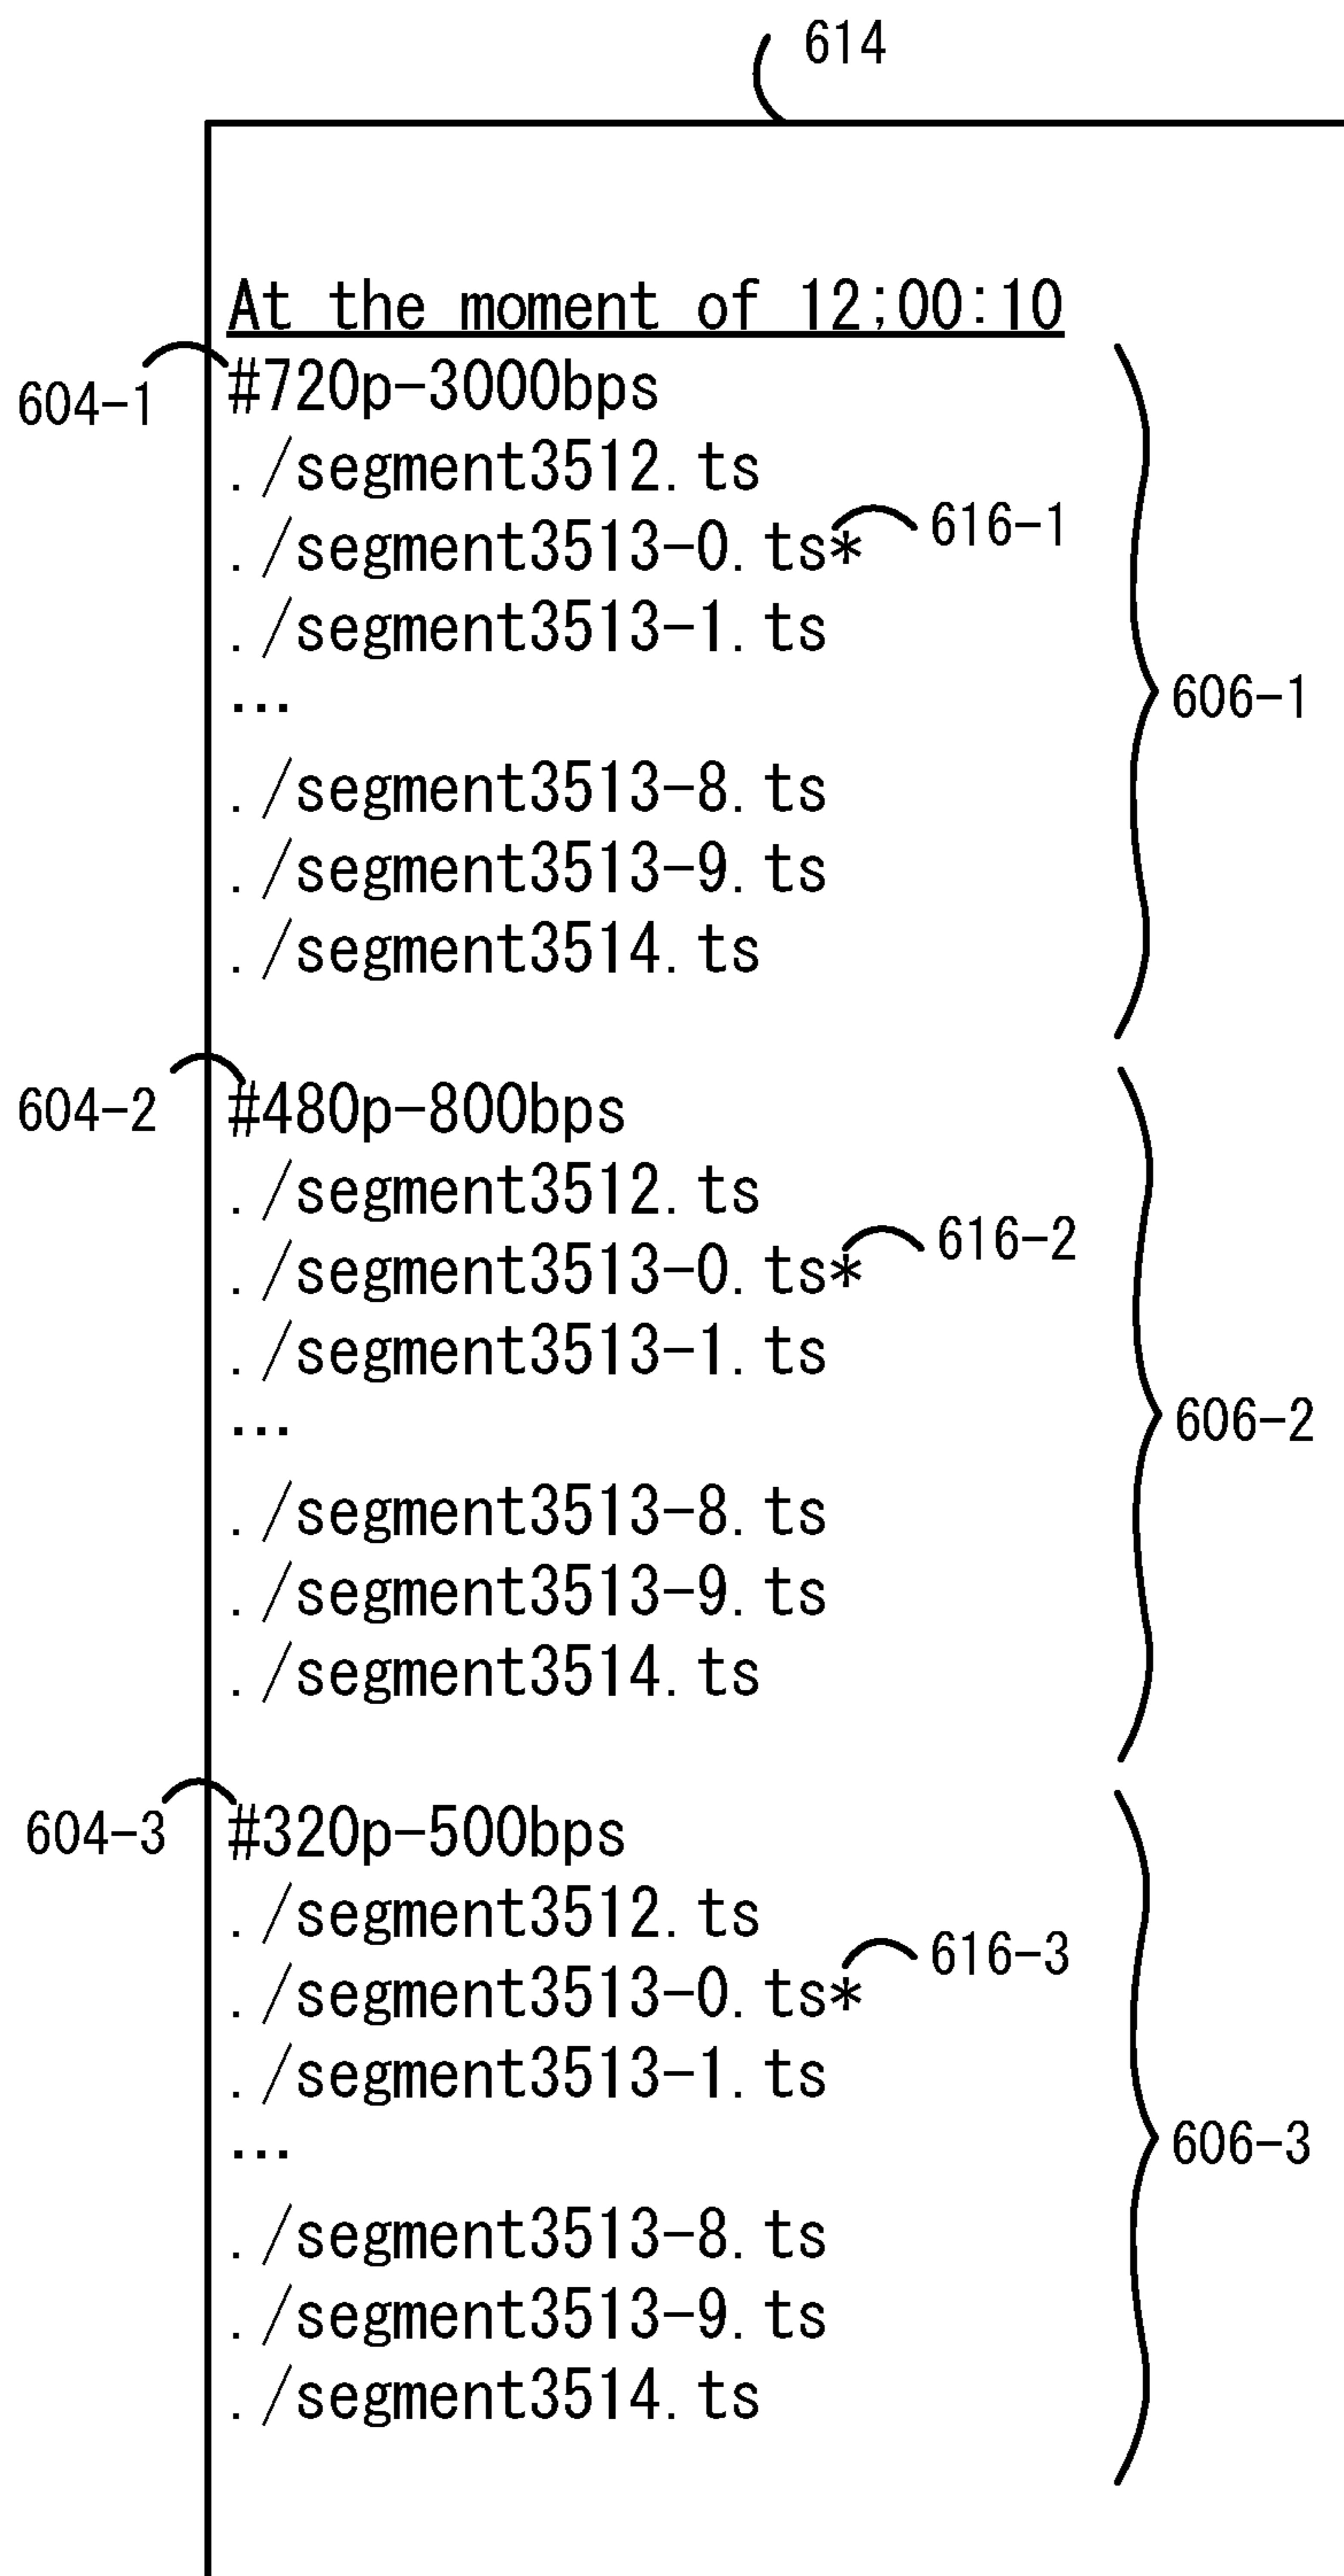 614
At the moment of 12;00:10
604-1 #720p-3000bps
./segment3512.ts
./segment3513-0.ts* 616-1
./segment3513-1.ts
...
606-1
./segment3513-8.ts
./segment3513-9.ts
./segment3514.ts
604-2 #480p-800bps
./segment3512.ts
./segment3513-0.ts* 616-2
./segment3513-1.ts
...
606-2
./segment3513-8.ts
./segment3513-9.ts
./segment3514.ts
604-3 #320p-500bps
./segment3512.ts
./segment3513-0.ts* 616-3
./segment3513-1.ts
...
606-3
./segment3513-8.ts
./segment3513-9.ts
./segment3514.ts